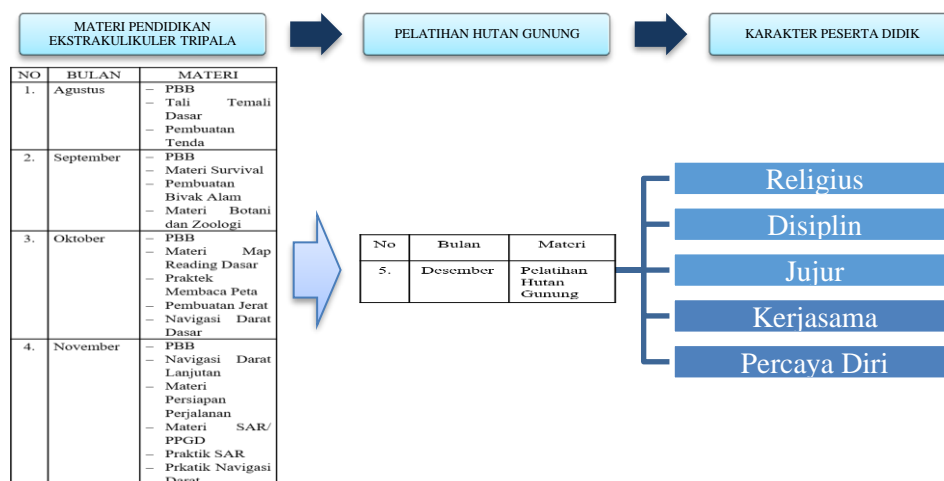 MATERI PENDIDIKAN
EKSTRAKULIKULER TRIPALA
PELATIHAN HUTAN GUNUNG
KARAKTER PESERTA DIDIK
NO BULAN MATERI
1. Agustus – PBB
– Tali Temali
Dasar
– Pembuatan
Tenda
2. September – PBB
– Materi Survival
– Pembuatan
Bivak Alam
– Materi Botani
dan Zoologi
3. Oktober – PBB
– Materi Map
Reading Dasar
– Praktek
Membaca Peta
– Pembuatan Jerat
– Navigasi Darat
Dasar
4. November – PBB
– Navigasi Darat
Lanjutan
– Materi
Persiapan
Perjalanan
– Materi SAR/
PPGD
– Praktik SAR
– Prkatik Navigasi
Darat
No Bulan Materi
5. Desember Pelatihan
Hutan
Gunung
Religius
Disiplin
Jujur
Kerjasama
Percaya Diri